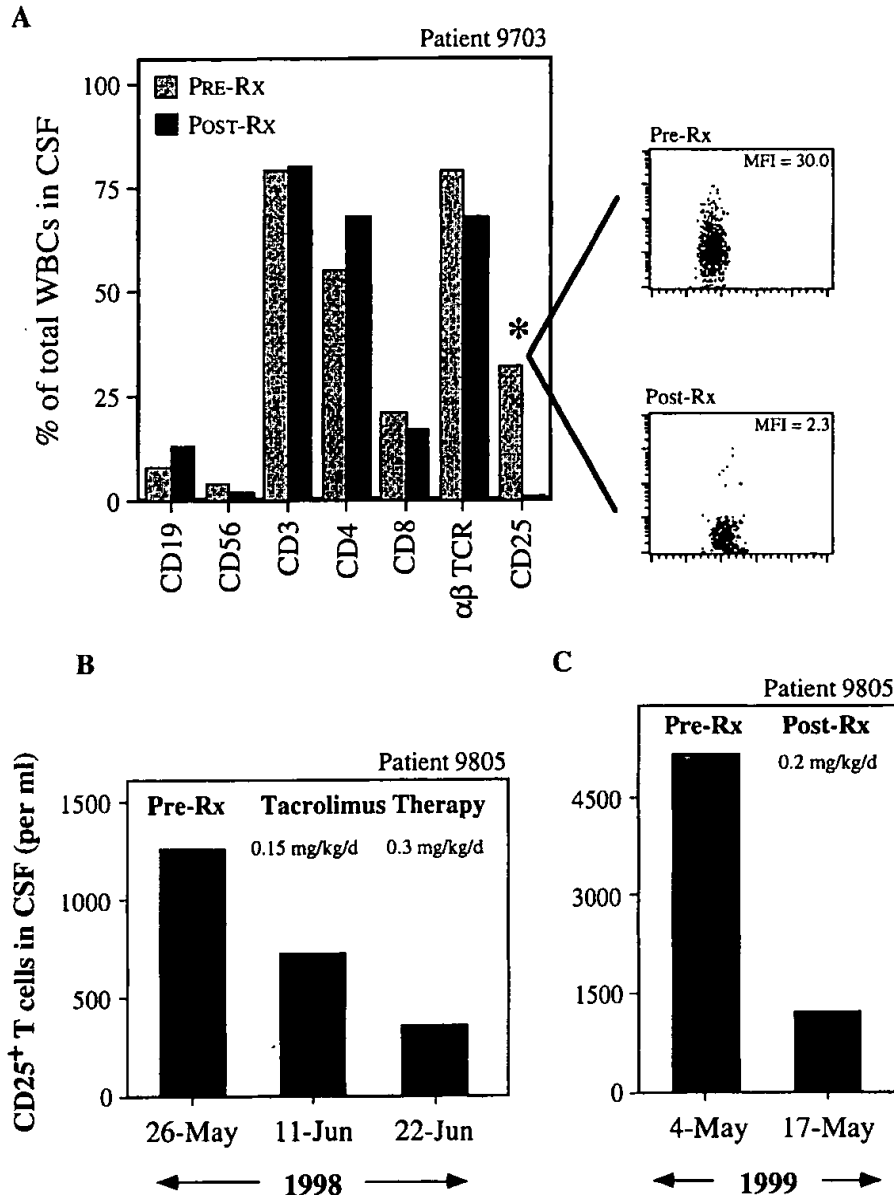 A
Patient 9703
% of total WBCs in CSF
100
75
50
25
0
PRE-RX
POST-RX
*
CD19
CD56
CD3
CD4
CD8
αβ TCR
CD25
Pre-Rx
MFI = 30.0
Post-Rx
MFI = 2.3
B
Patient 9805
CD25+ T cells in CSF (per ml)
1500
1000
500
0
Pre-Rx
Tacrolimus Therapy
0.15 mg/kg/d
0.3 mg/kg/d
26-May
11-Jun
22-Jun
1998
C
Patient 9805
4500
3000
1500
0
Pre-Rx
Post-Rx
0.2 mg/kg/d
4-May
17-May
1999